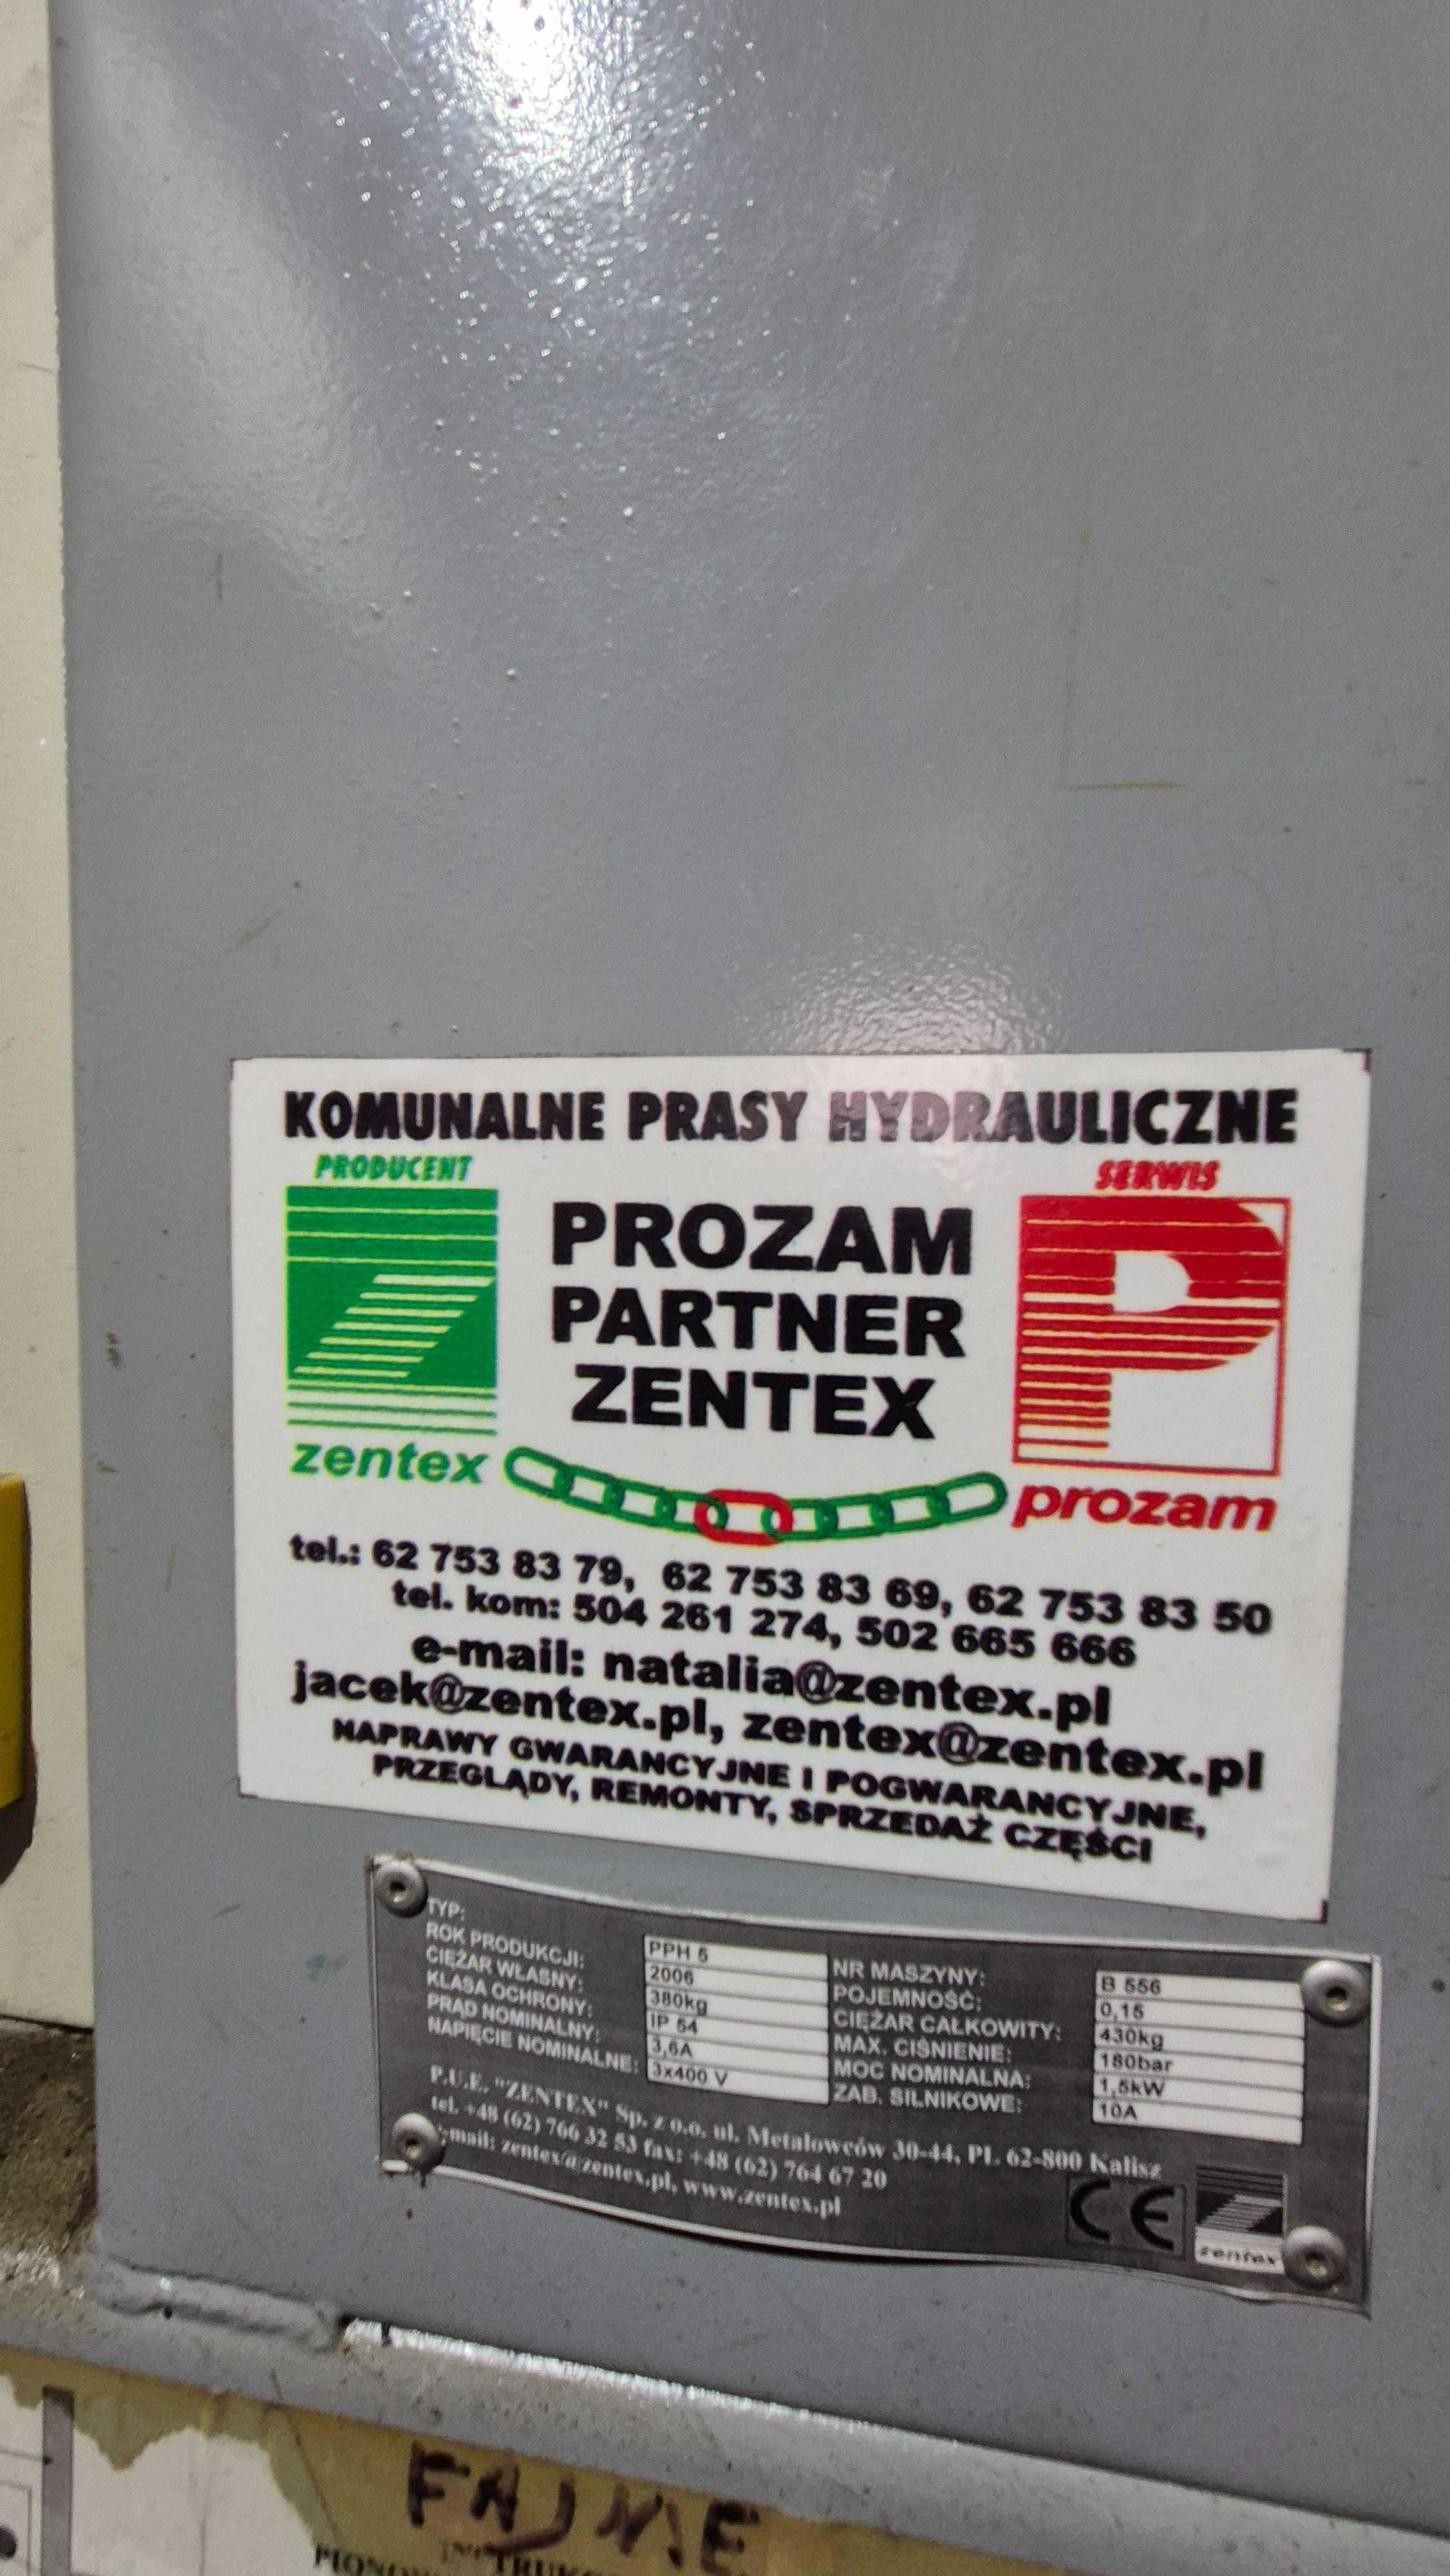 KOMUNALNE PRASY HYDRAULICZNE
PRODUCENT
SERWIS
PROZAM
PARTNER
ZENTEX
zentex
prozam
tel.: 62 753 83 79, 62 753 83 69, 62 753 83 50
tel. kom: 504 261 274, 502 665 666
e-mail: natalia@zentex.pl
jacek@zentex.pl, zentex@zentex.pl
NAPRAWY GWARANCYJNE I POGWARANCYJNE,
PRZEGLĄDY, REMONTY, SPRZEDAŻ CZĘŚCI
TYP: PPH 5 NR MASZYNY: B 556
ROK PRODUKCJI: 2006 POJEMNOŚĆ: 0,15
CIĘŻAR WŁASNY: 380kg CIĘŻAR CAŁKOWITY: 430kg
KLASA OCHRONY: IP 54 MAX. CIŚNIENIE: 180bar
PRĄD NOMINALNY: 3,6A MOC NOMINALNA: 1,5kW
NAPIĘCIE NOMINALNE: 3x400 V ZAB. SILNIKOWE: 10A
P.U.E. "ZENTEX" Sp. z o.o. ul. Metalowców 30-44, PL 62-800 Kalisz
tel. +48 (62) 766 32 53 fax: +48 (62) 764 67 20
e-mail: zentex@zentex.pl, www.zentex.pl
CE
zentex
FAJNIE